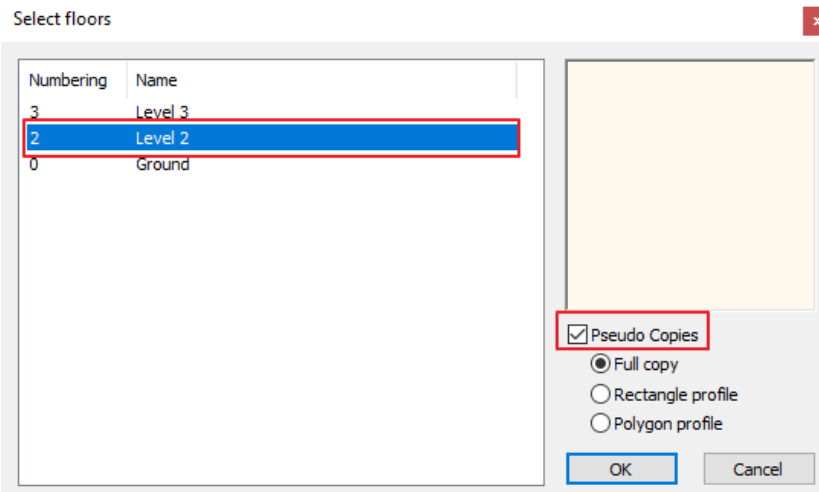 Select floors
x
Numbering Name
3 Level 3
2 Level 2
0 Ground
Pseudo Copies
Full copy
Rectangle profile
Polygon profile
OK Cancel